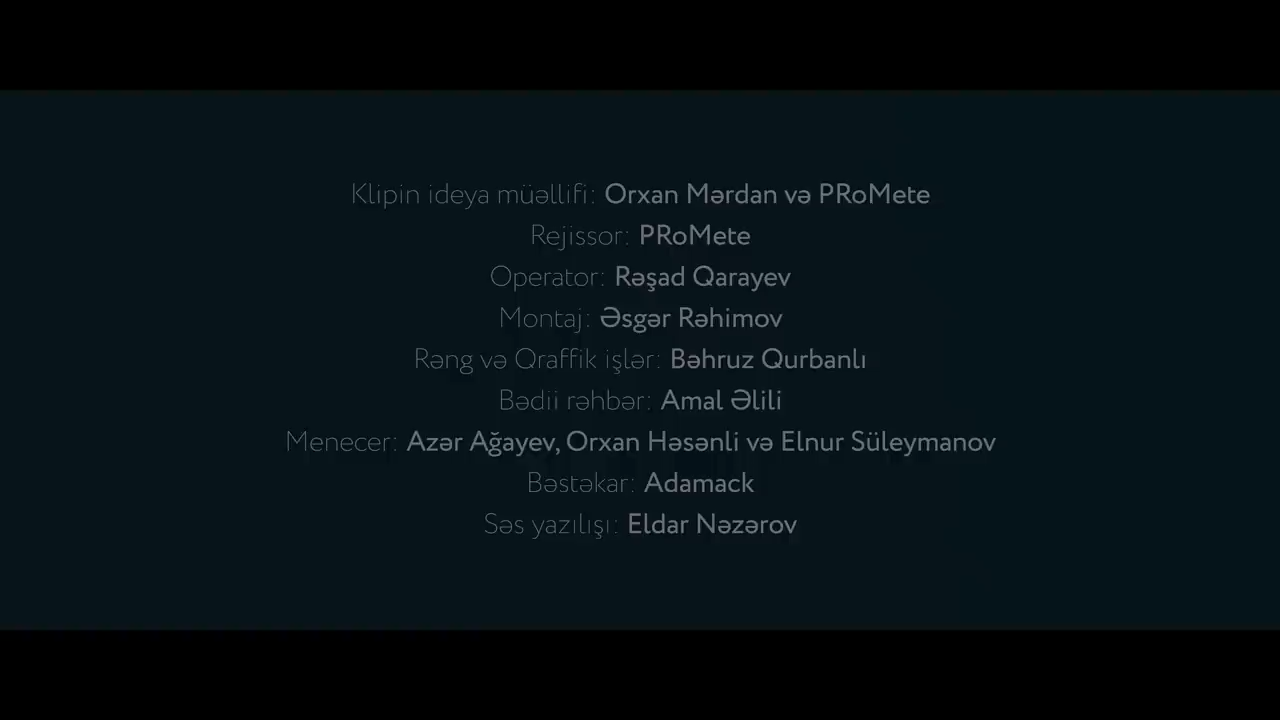 Klipin ideya müəllifi: Orxan Mərdan və PRoMete
Rejissor: PRoMete
Operator: Rəşad Qarayev
Montaj: Əsgər Rəhimov
Rəng və Qraffik işlər: Bəhruz Qurbanlı
Bədii rəhbər: Amal Əlili
Menecer: Azər Ağayev, Orxan Həsənli və Elnur Süleymanov
Bəstəkar: Adamack
Səs yazılışı: Eldar Nəzərov